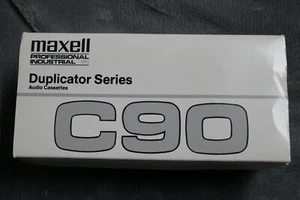 maxell
PROFESSIONAL
INDUSTRIAL
Duplicator Series
Audio Cassettes
C90